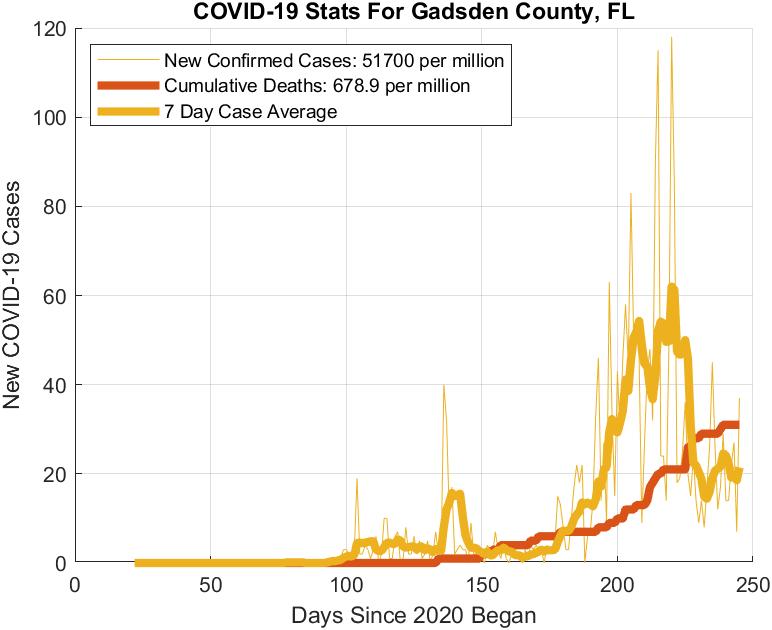 COVID-19 Stats For Gadsden County, FL
New Confirmed Cases: 51700 per million
Cumulative Deaths: 678.9 per million
7 Day Case Average
New COVID-19 Cases
120
100
80
60
40
20
0
0 50 100 150 200 250
Days Since 2020 Began